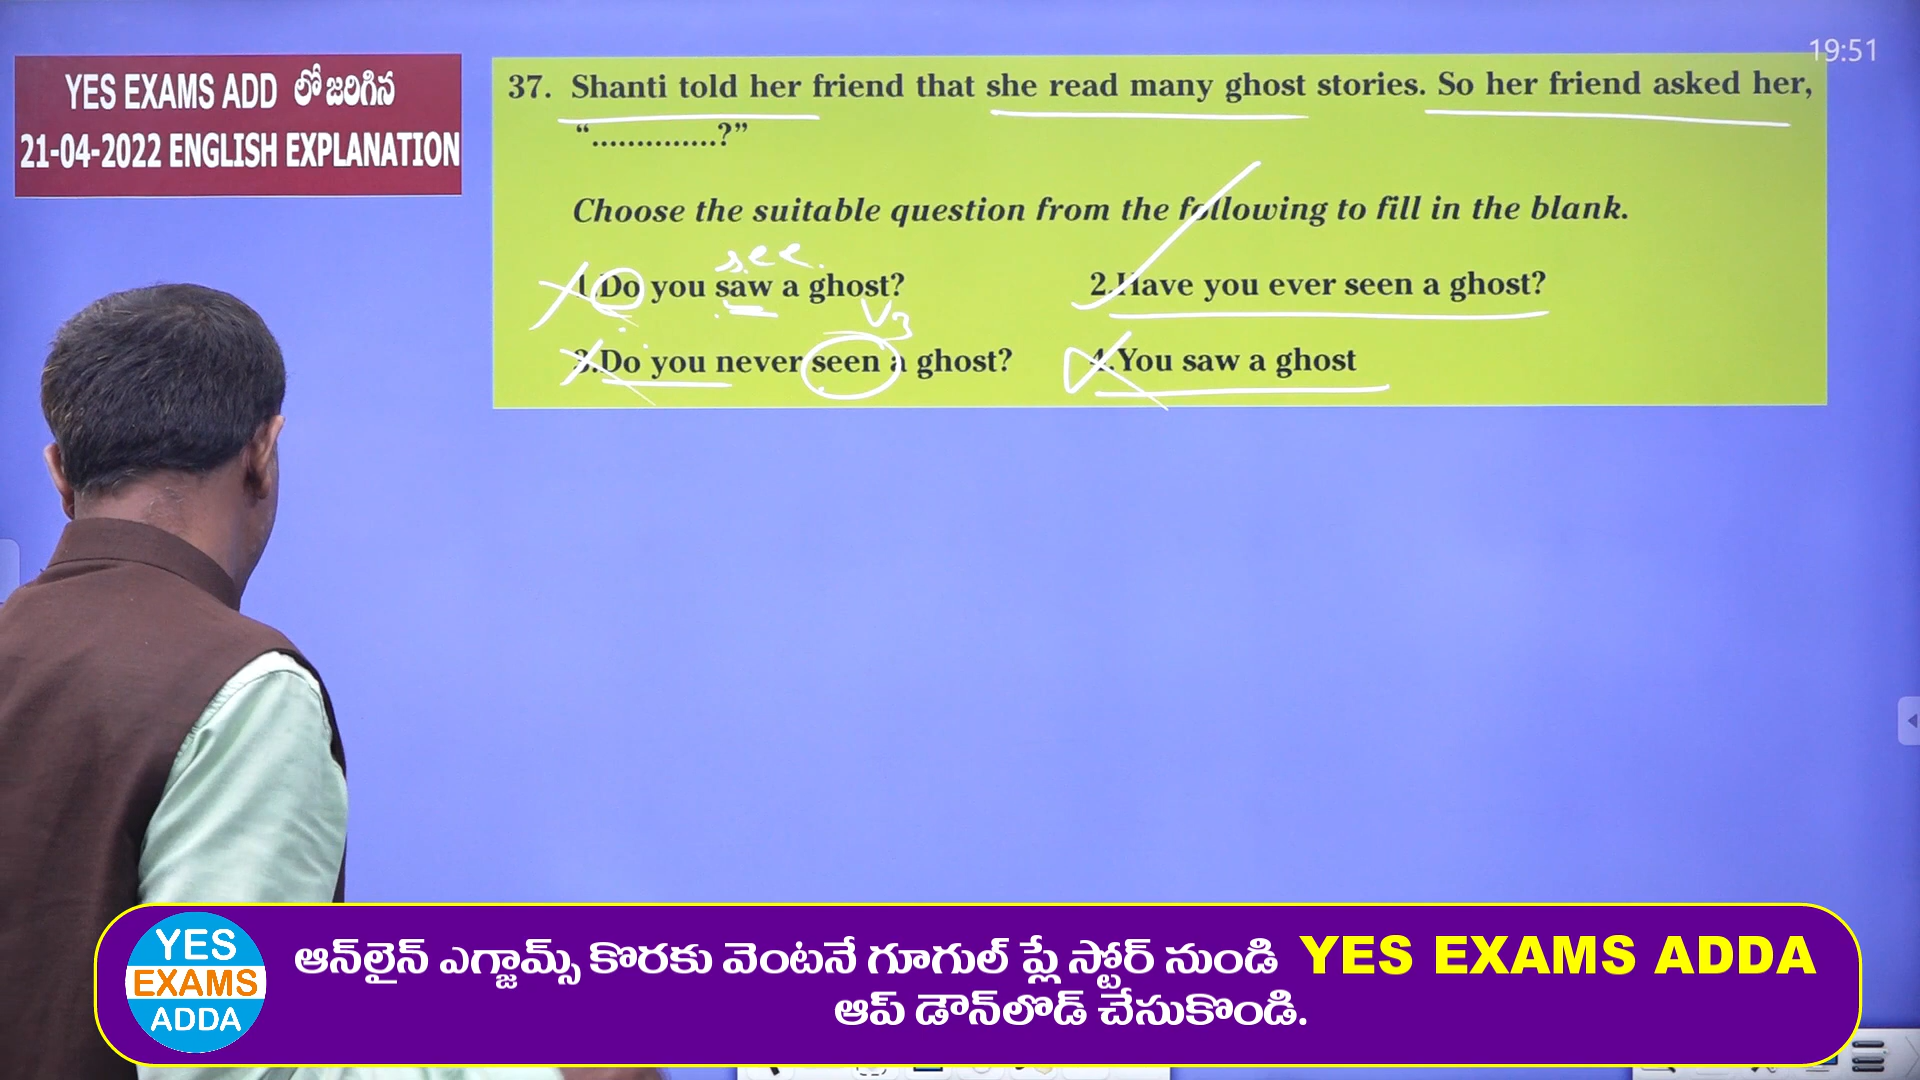 19:51
YES EXAMS ADD లో జరిగిన
21-04-2022 ENGLISH EXPLANATION
37. Shanti told her friend that she read many ghost stories. So her friend asked her,
“..............?”
Choose the suitable question from the following to fill in the blank.
see
1.Do you saw a ghost?
2.Have you ever seen a ghost?
V3
3.Do you never seen a ghost?
4.You saw a ghost
YES
EXAMS
ADDA
ఆన్‌లైన్ ఎగ్జామ్స్ కొరకు వెంటనే గూగుల్ ప్లే స్టోర్ నుండి YES EXAMS ADDA
ఆప్ డౌన్‌లొడ్ చేసుకొండి.